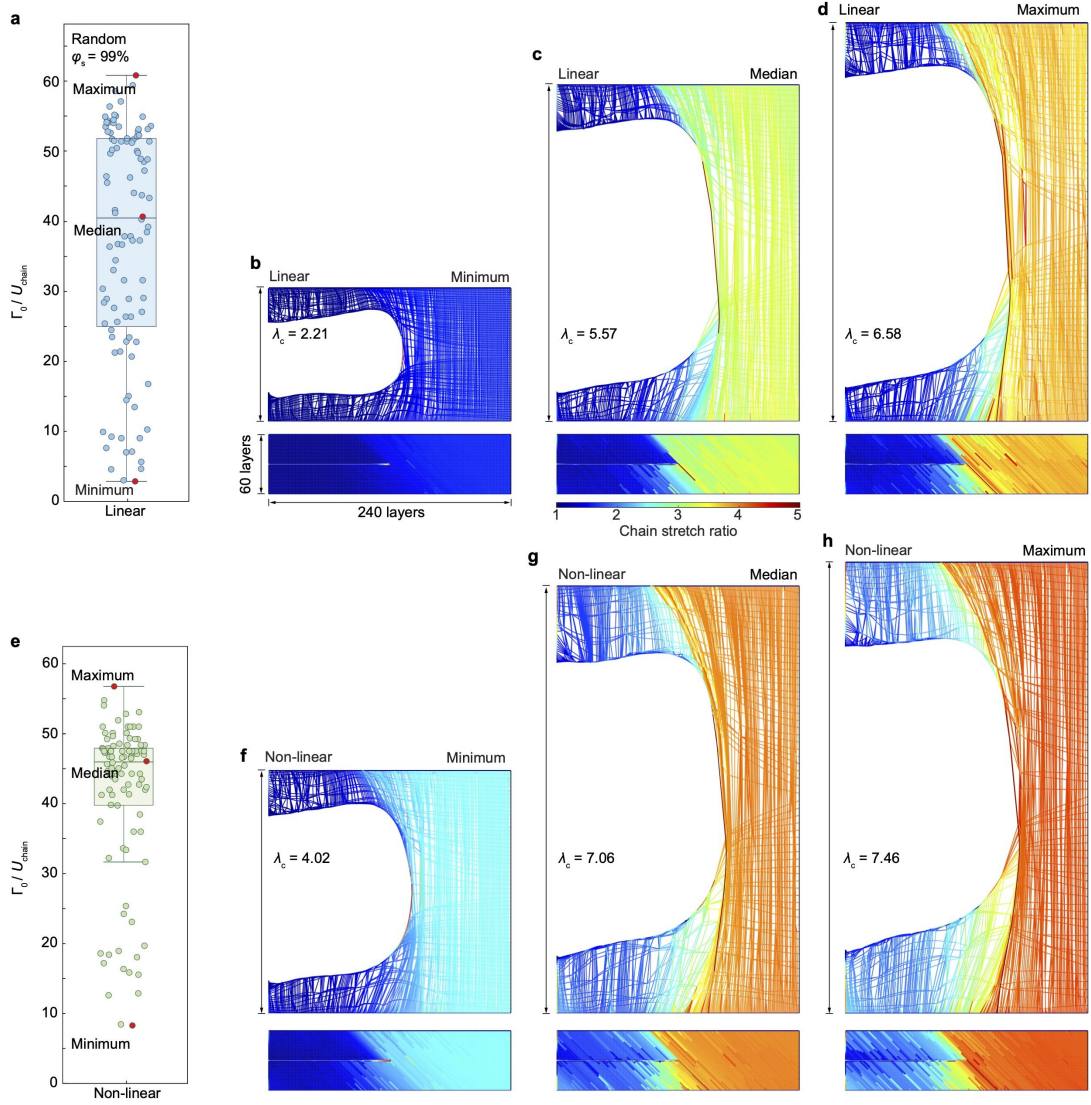 a
Random
φs = 99%
60
Maximum
50
40
Median
30
20
10
Minimum
0
Γ0 / Uchain
Linear
b
Linear Minimum
λc = 2.21
60 layers
240 layers
c
Linear Median
λc = 5.57
1 2 3 4 5
Chain stretch ratio
d
Linear Maximum
λc = 6.58
e
60
Maximum
50
Median
40
30
20
10
Minimum
0
Γ0 / Uchain
Non-linear
f
Non-linear Minimum
λc = 4.02
g
Non-linear Median
λc = 7.06
h
Non-linear Maximum
λc = 7.46